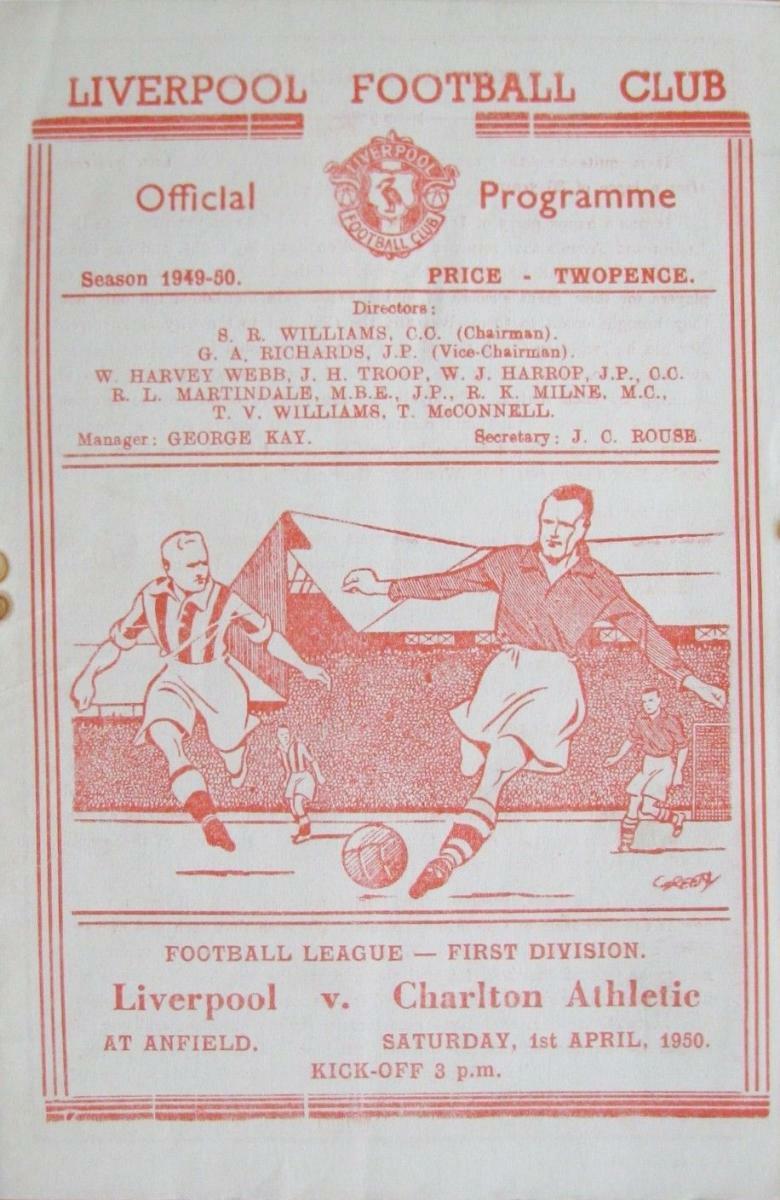 LIVERPOOL FOOTBALL CLUB
Official Programme
LIVERPOOL
FOOTBALL CLUB
Season 1949-50. PRICE - TWOPENCE.
Directors:
S. R. WILLIAMS, C.C. (Chairman).
G. A. RICHARDS, J.P. (Vice-Chairman).
W. HARVEY WEBB, J. H. TROOP, W. J. HARROP, J.P., C.C.
R. L. MARTINDALE, M.B.E., J.P., R. K. MILNE, M.C.,
T. V. WILLIAMS, T. McCONNELL.
Manager: GEORGE KAY. Secretary: J. C. ROUSE.
FOOTBALL LEAGUE — FIRST DIVISION.
Liverpool v. Charlton Athletic
AT ANFIELD. SATURDAY, 1st APRIL, 1950.
KICK-OFF 3 p.m.